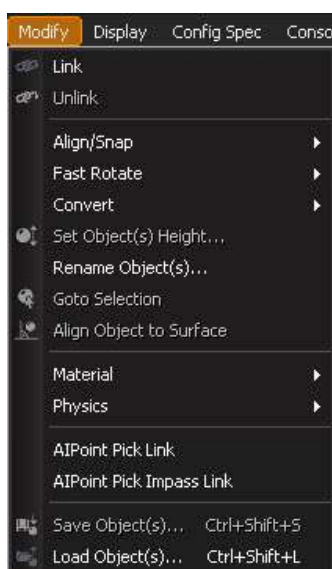 Modify Display Config Spec Conso
Link
Unlink
Align/Snap
Fast Rotate
Convert
Set Object(s) Height...
Rename Object(s)...
Goto Selection
Align Object to Surface
Material
Physics
AIPoint Pick Link
AIPoint Pick Impass Link
Save Object(s)... Ctrl+Shift+S
Load Object(s)... Ctrl+Shift+L